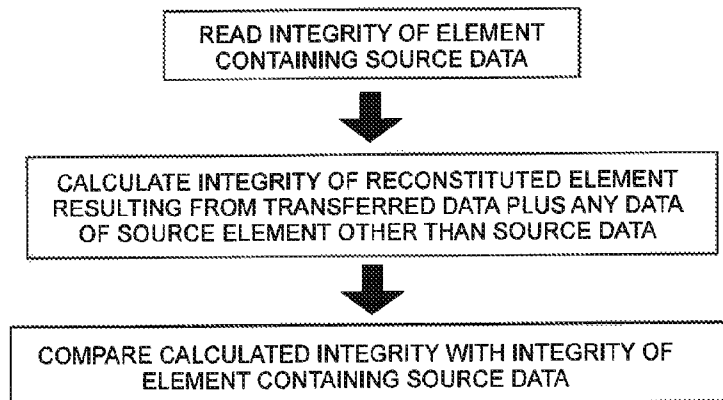 READ INTEGRITY OF ELEMENT
CONTAINING SOURCE DATA
CALCULATE INTEGRITY OF RECONSTITUTED ELEMENT
RESULTING FROM TRANSFERRED DATA PLUS ANY DATA
OF SOURCE ELEMENT OTHER THAN SOURCE DATA
COMPARE CALCULATED INTEGRITY WITH INTEGRITY OF
ELEMENT CONTAINING SOURCE DATA